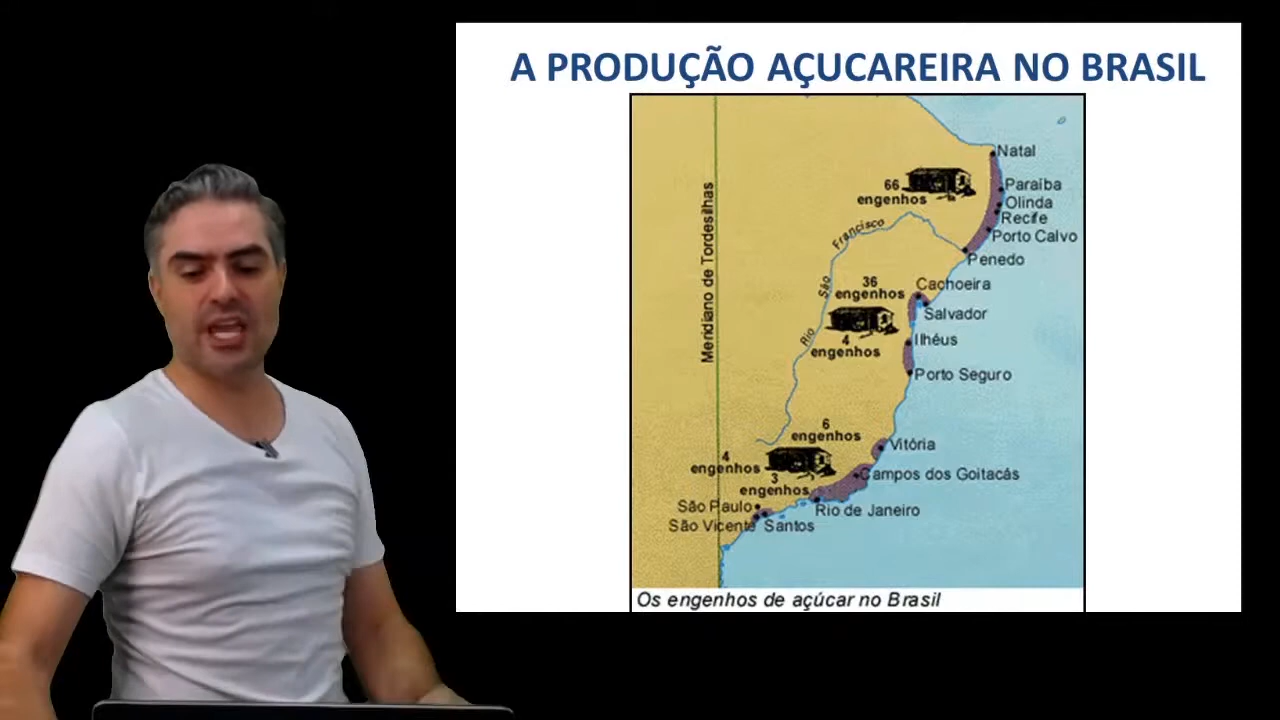 A PRODUÇÃO AÇUCAREIRA NO BRASIL
Natal
66
engenhos
Paraíba
Olinda
Recife
Porto Calvo
Penedo
Meridiano de Tordesilhas
Rio São Francisco
36
engenhos
Cachoeira
Salvador
4
engenhos
Ilhéus
Porto Seguro
6
engenhos
Vitória
4
engenhos
3
engenhos
Campos dos Goitacás
São Paulo
Rio de Janeiro
São Vicente
Santos
Os engenhos de açúcar no Brasil